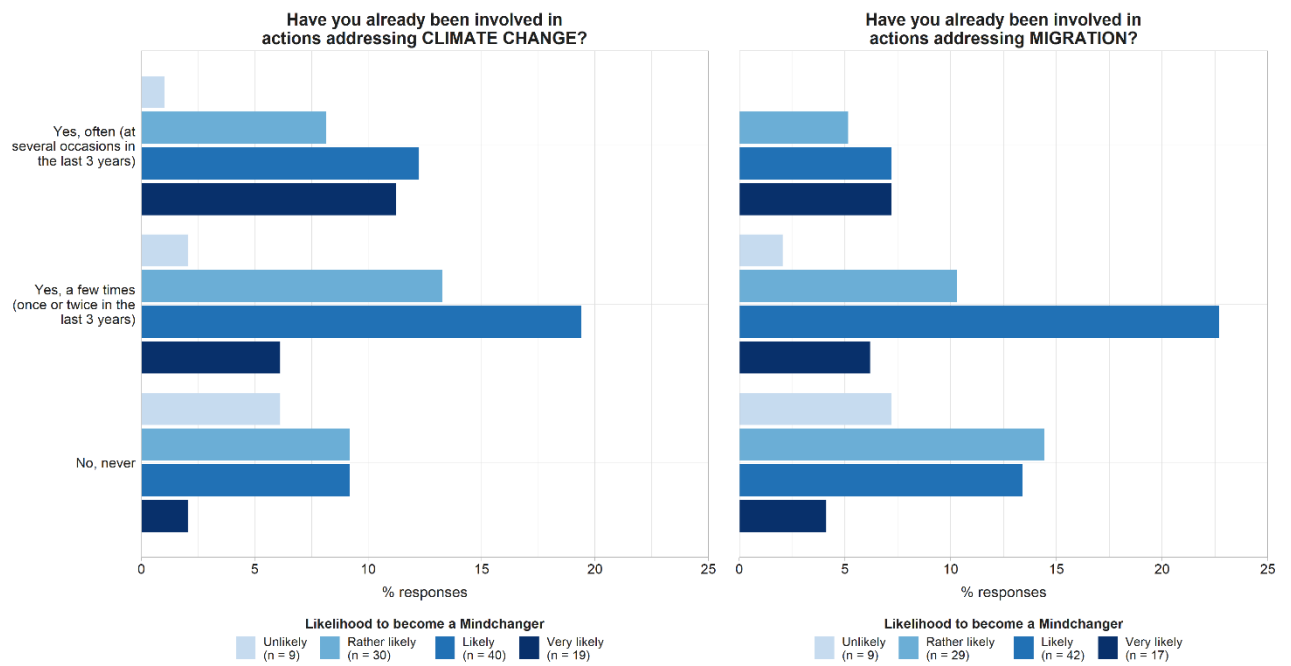 Have you already been involved in
actions addressing CLIMATE CHANGE?
Yes, often (at
several occasions in
the last 3 years)
Yes, a few times
(once or twice in the
last 3 years)
No, never
0 5 10 15 20 25
% responses
Likelihood to become a Mindchanger
Unlikely Rather likely Likely Very likely
(n = 9) (n = 30) (n = 40) (n = 19)
Have you already been involved in
actions addressing MIGRATION?
0 5 10 15 20 25
% responses
Likelihood to become a Mindchanger
Unlikely Rather likely Likely Very likely
(n = 9) (n = 29) (n = 42) (n = 17)